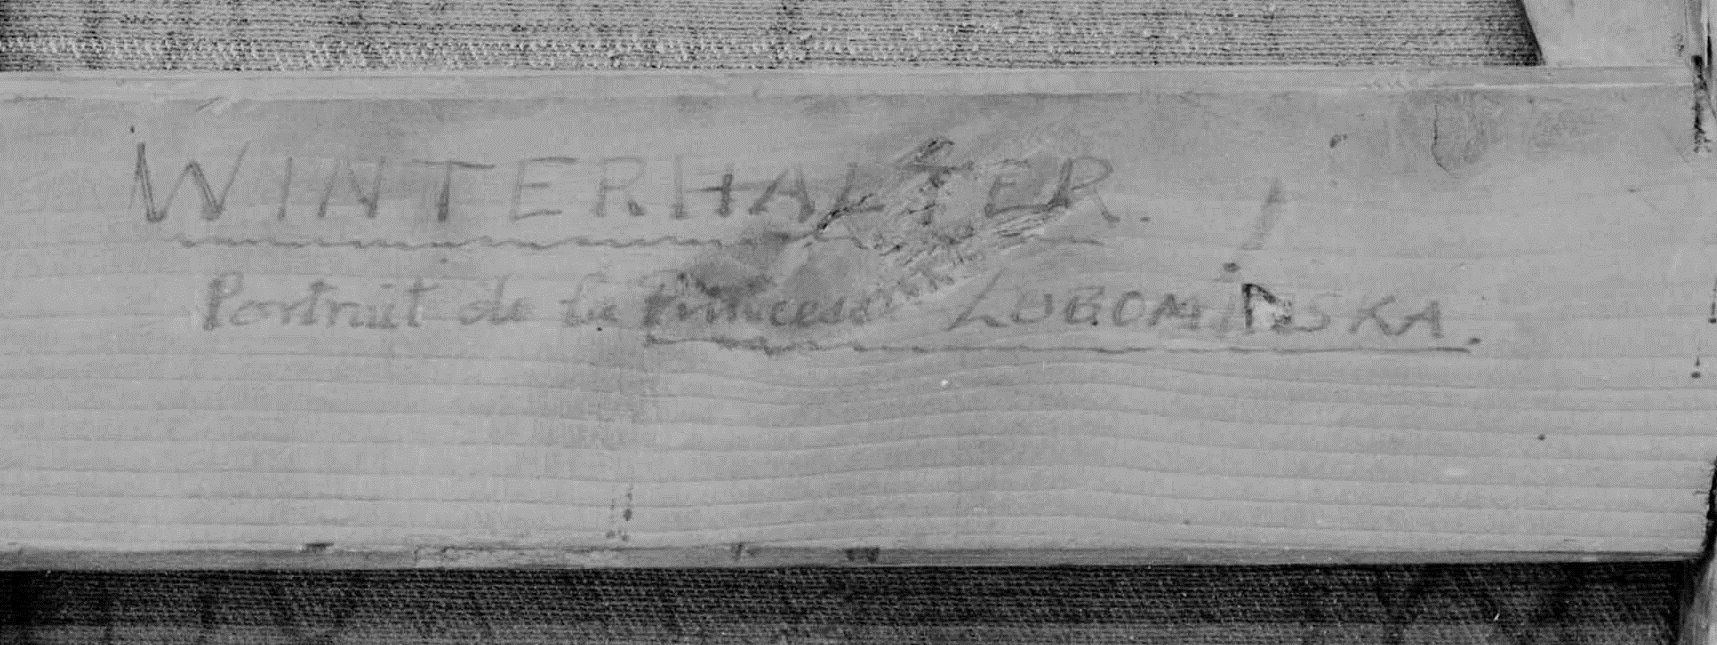 WINTERHALTER.
Portrait de la Princesse LUBOMIRSKA.